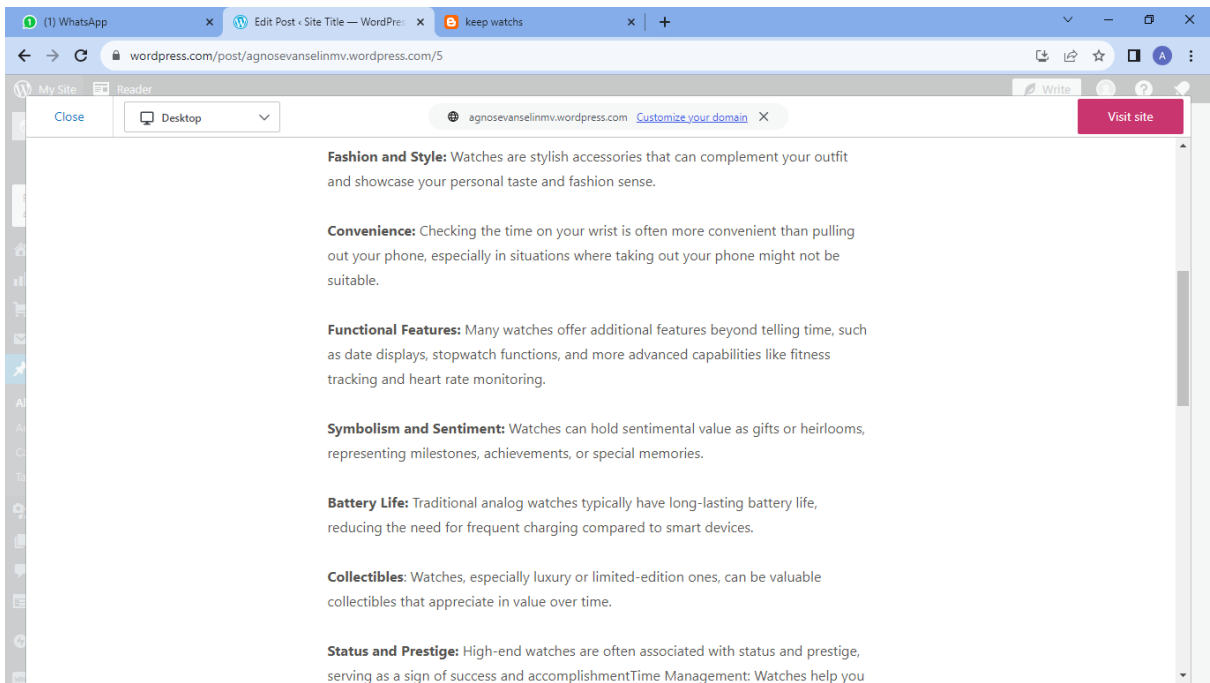 (1) WhatsApp
Edit Post ‹ Site Title — WordPres
keep watchs
wordpress.com/post/agnosevanselinmv.wordpress.com/5
A
My Site
Reader
Write
Close
Desktop
agnosevanselinmv.wordpress.com Customize your domain
Visit site
Fashion and Style: Watches are stylish accessories that can complement your outfit
and showcase your personal taste and fashion sense.
Convenience: Checking the time on your wrist is often more convenient than pulling
out your phone, especially in situations where taking out your phone might not be
suitable.
Functional Features: Many watches offer additional features beyond telling time, such
as date displays, stopwatch functions, and more advanced capabilities like fitness
tracking and heart rate monitoring.
Symbolism and Sentiment: Watches can hold sentimental value as gifts or heirlooms,
representing milestones, achievements, or special memories.
Battery Life: Traditional analog watches typically have long-lasting battery life,
reducing the need for frequent charging compared to smart devices.
Collectibles: Watches, especially luxury or limited-edition ones, can be valuable
collectibles that appreciate in value over time.
Status and Prestige: High-end watches are often associated with status and prestige,
serving as a sign of success and accomplishmentTime Management: Watches help you